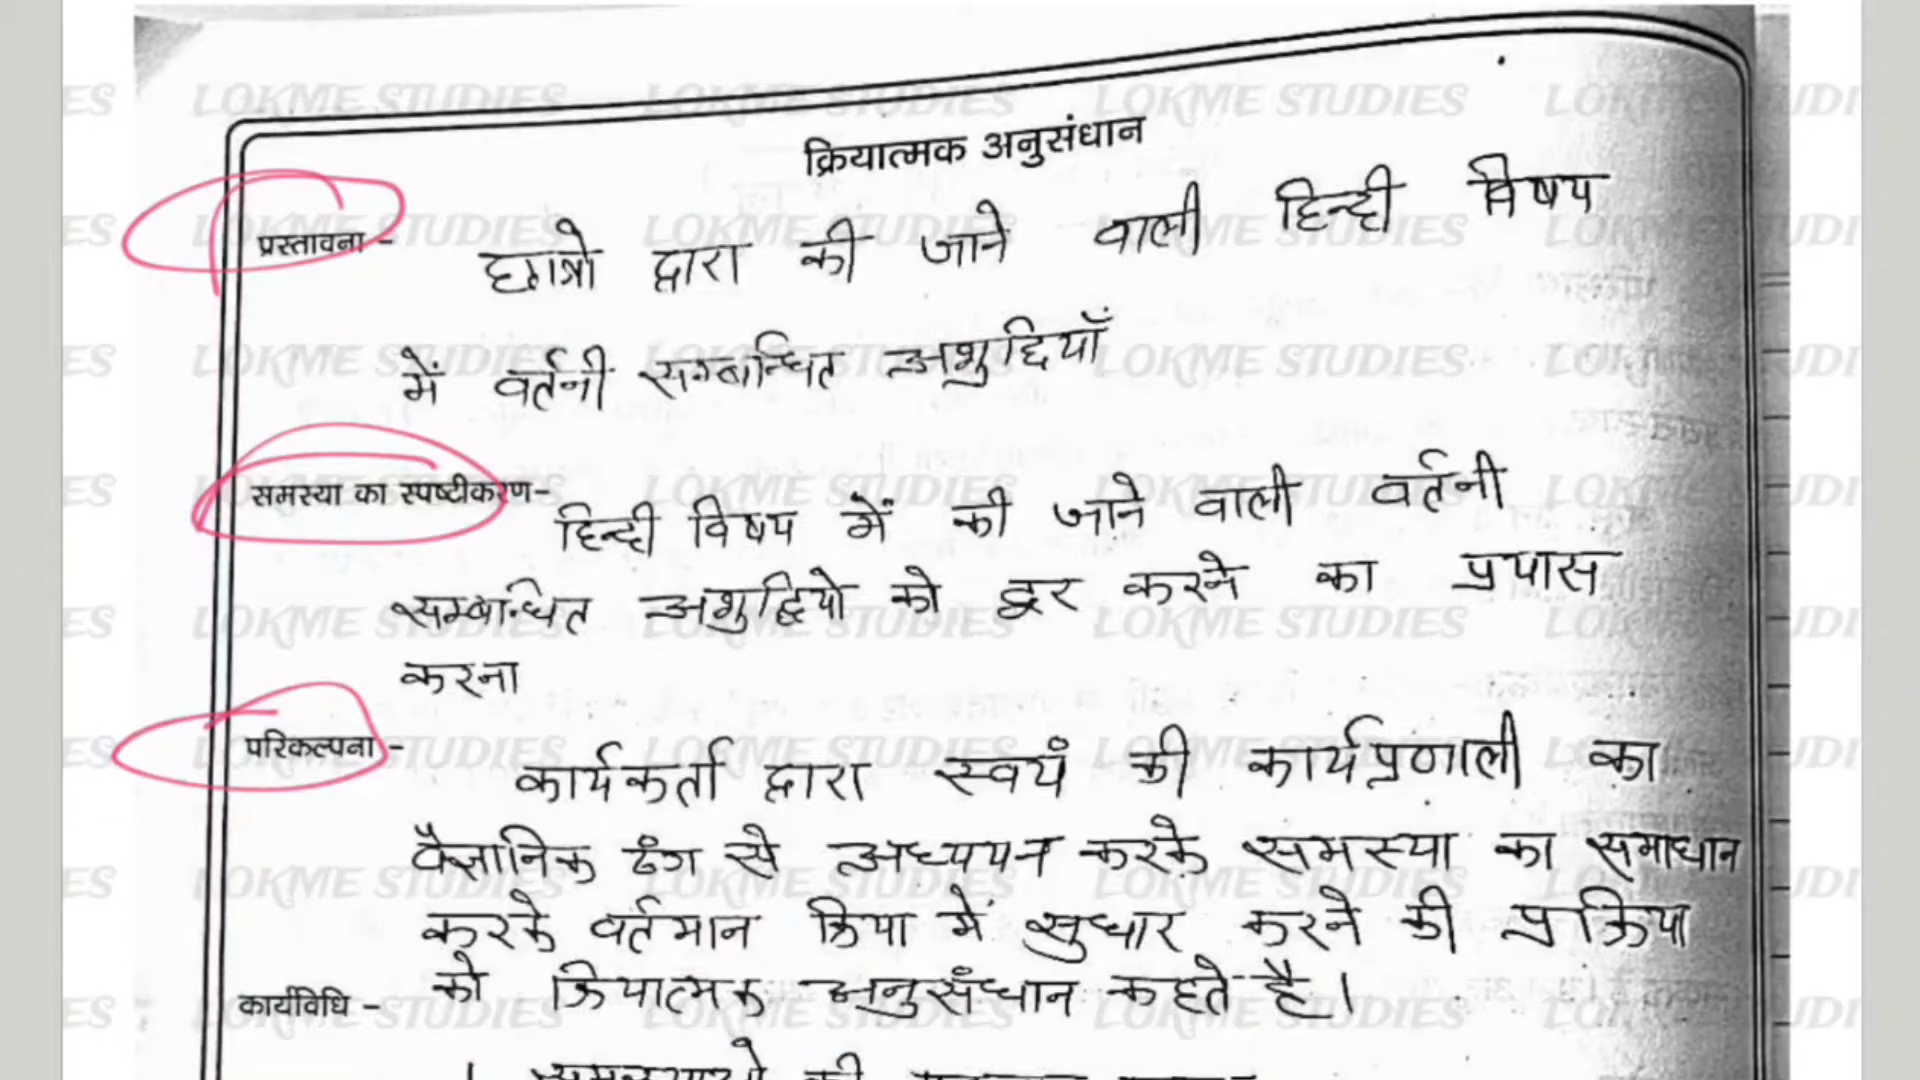 क्रियात्मक अनुसंधान
प्रस्तावना - छात्रो द्वारा की जाने वाली हिन्दी विषय
में वर्तनी सम्बन्धित अशुद्धियाँ
समस्या का स्पष्टीकरण- हिन्दी विषय में की जाने वाली वर्तनी
सम्बन्धित अशुद्धियो को दूर करने का प्रयास
करना
परिकल्पना - कार्यकर्ता द्वारा स्वयं की कार्यप्रणाली का
वैज्ञानिक ढंग से अध्ययन करके समस्या का समाधान
करके वर्तमान क्रिया में सुधार करने की प्रक्रिया
को क्रियात्मक अनुसंधान कहते है।
कार्यविधि -
LOKME STUDIES